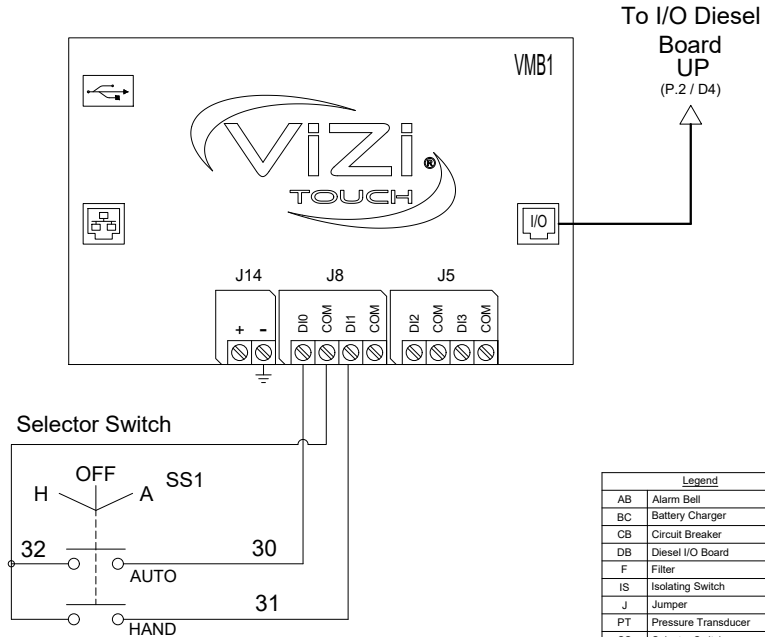 To I/O Diesel
Board
UP
(P.2 / D4)
VMB1
ViZi®
TOUCH
I/O
J14 J8 J5
+ - DI0 COM DI1 COM DI2 COM DI3 COM
Selector Switch
OFF
H A SS1
32 30
AUTO
31
HAND
Legend
AB Alarm Bell
BC Battery Charger
CB Circuit Breaker
DB Diesel I/O Board
F Filter
IS Isolating Switch
J Jumper
PT Pressure Transducer